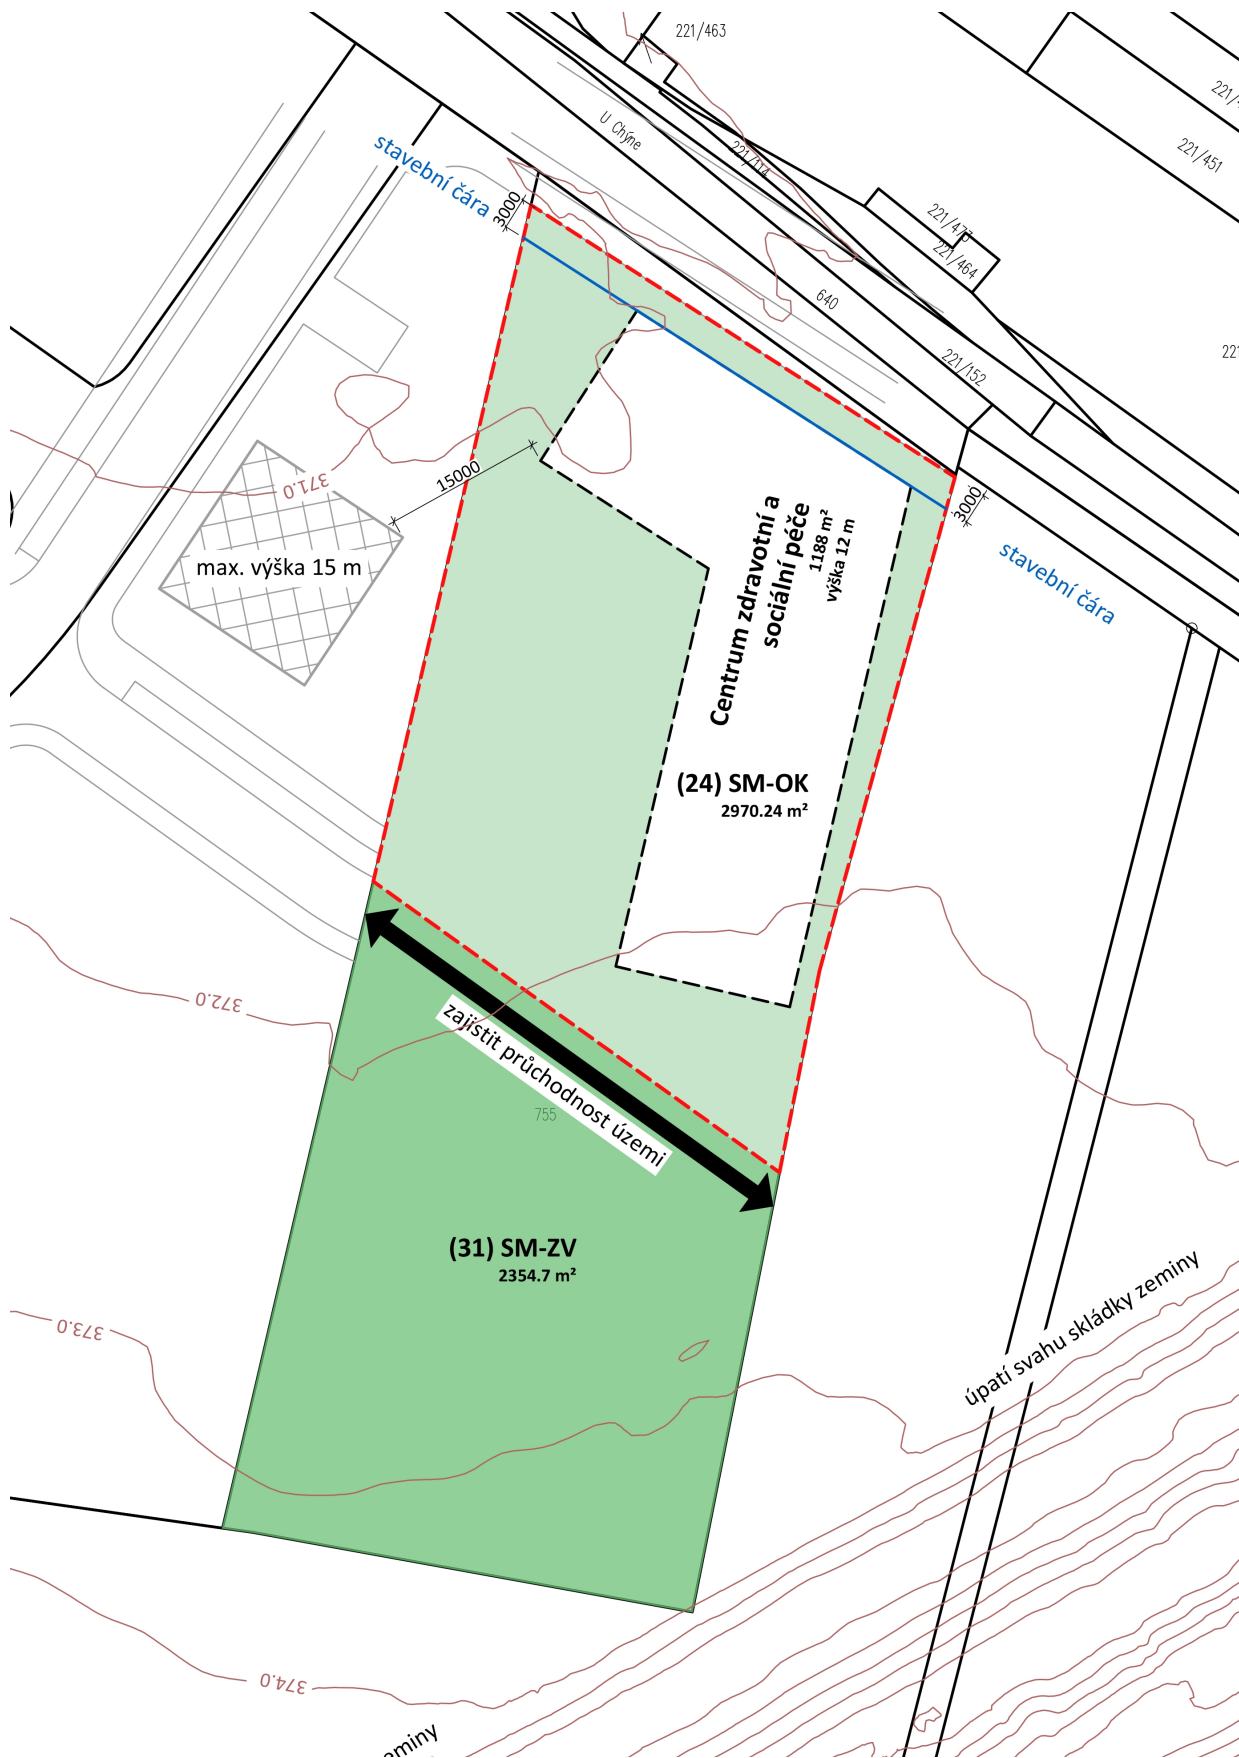 221/463
U Chýne
221/114
221/451
stavební čára
3000
221/473
221/464
640
221/152
371.0
15000
max. výška 15 m
Centrum zdravotní a
sociální péče
1188 m²
výška 12 m
3000
stavební čára
(24) SM-OK
2970.24 m²
372.0
zajistit průchodnost územi
755
(31) SM-ZV
2354.7 m²
373.0
úpatí svahu skládky zeminy
374.0